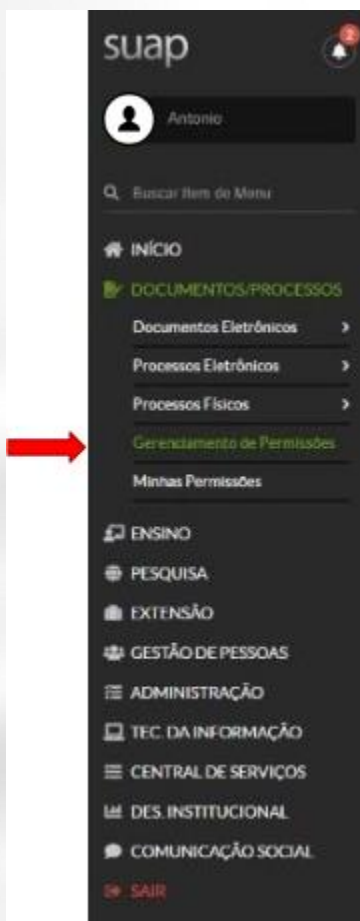 suap
2
Antonio
Buscar Item de Menu
INÍCIO
DOCUMENTOS/PROCESSOS
Documentos Eletrônicos
Processos Eletrônicos
Processos Físicos
Gerenciamento de Permissões
Minhas Permissões
ENSINO
PESQUISA
EXTENSÃO
GESTÃO DE PESSOAS
ADMINISTRAÇÃO
TEC. DA INFORMAÇÃO
CENTRAL DE SERVIÇOS
DES. INSTITUCIONAL
COMUNICAÇÃO SOCIAL
SAIR